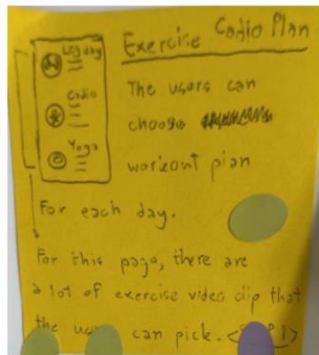 Exercise Cadio Plan
Leg day
Cadio
Yoga
The users can
choose
workout plan
For each day.
For this page, there are
a lot of exercise video clip that
the can pick.